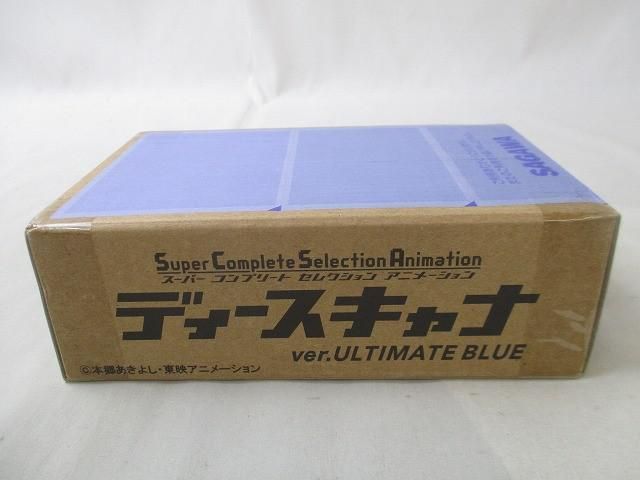 SAGAWA
Super Complete Selection Animation
スーパー コンプリート セレクション アニメーション
ディースキャナ
ver.ULTIMATE BLUE
©本郷あきよし・東映アニメーション